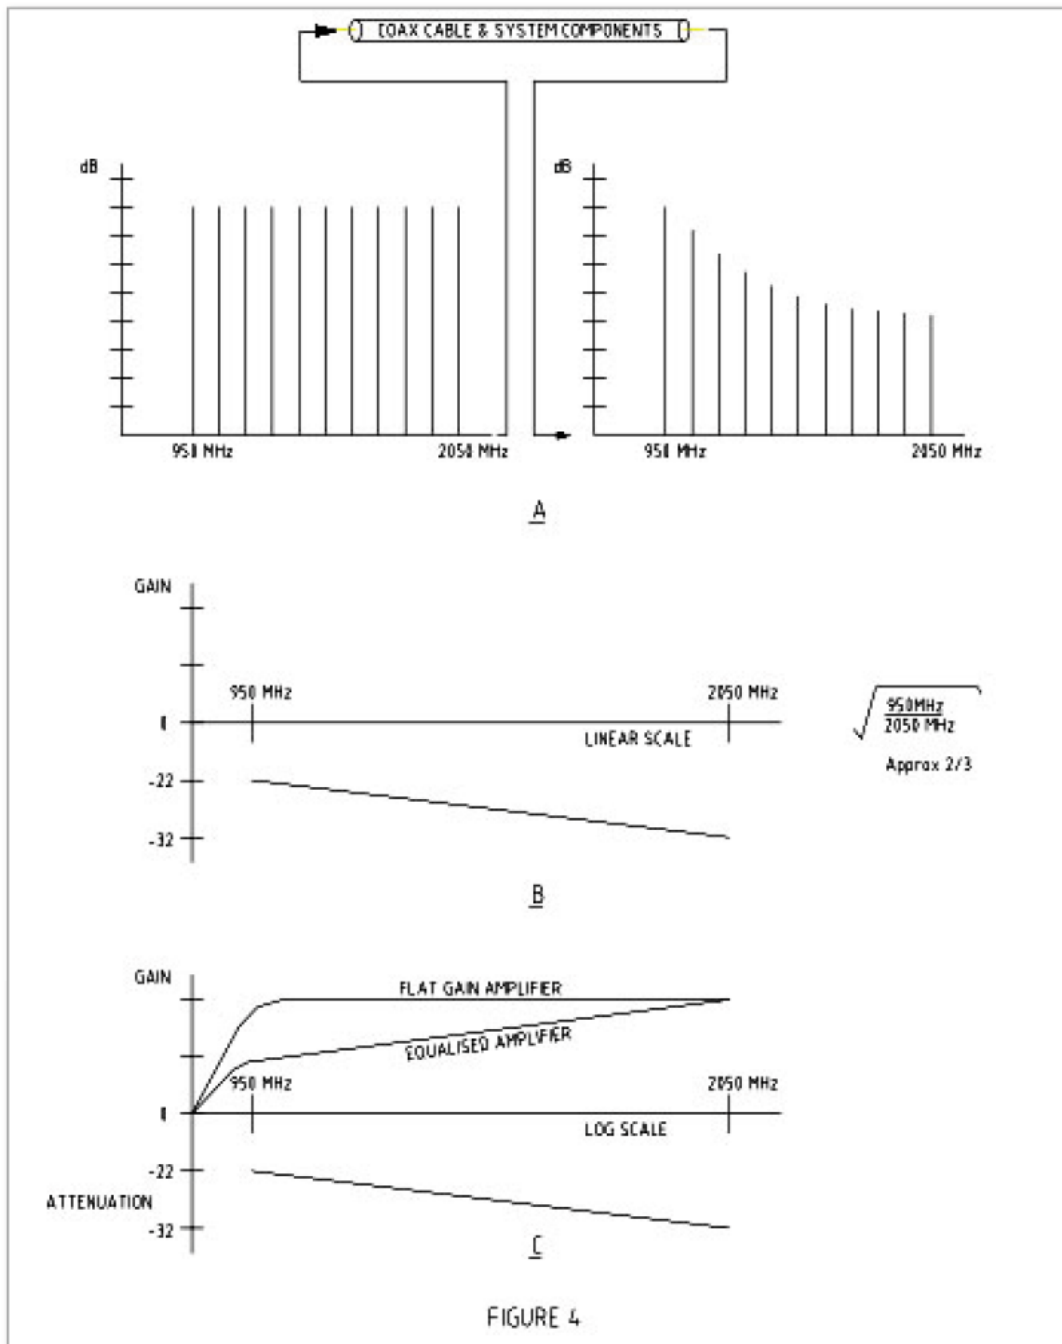 COAX CABLE & SYSTEM COMPONENTS
dB
950 MHz
2050 MHz
dB
950 MHz
2050 MHz
A
GAIN
950 MHz
2050 MHz
0
LINEAR SCALE
-22
-32
√
950MHz
2050 MHz
Approx 2/3
B
GAIN
FLAT GAIN AMPLIFIER
EQUALISED AMPLIFIER
950 MHz
2050 MHz
0
LOG SCALE
-22
ATTENUATION
-32
C
FIGURE 4